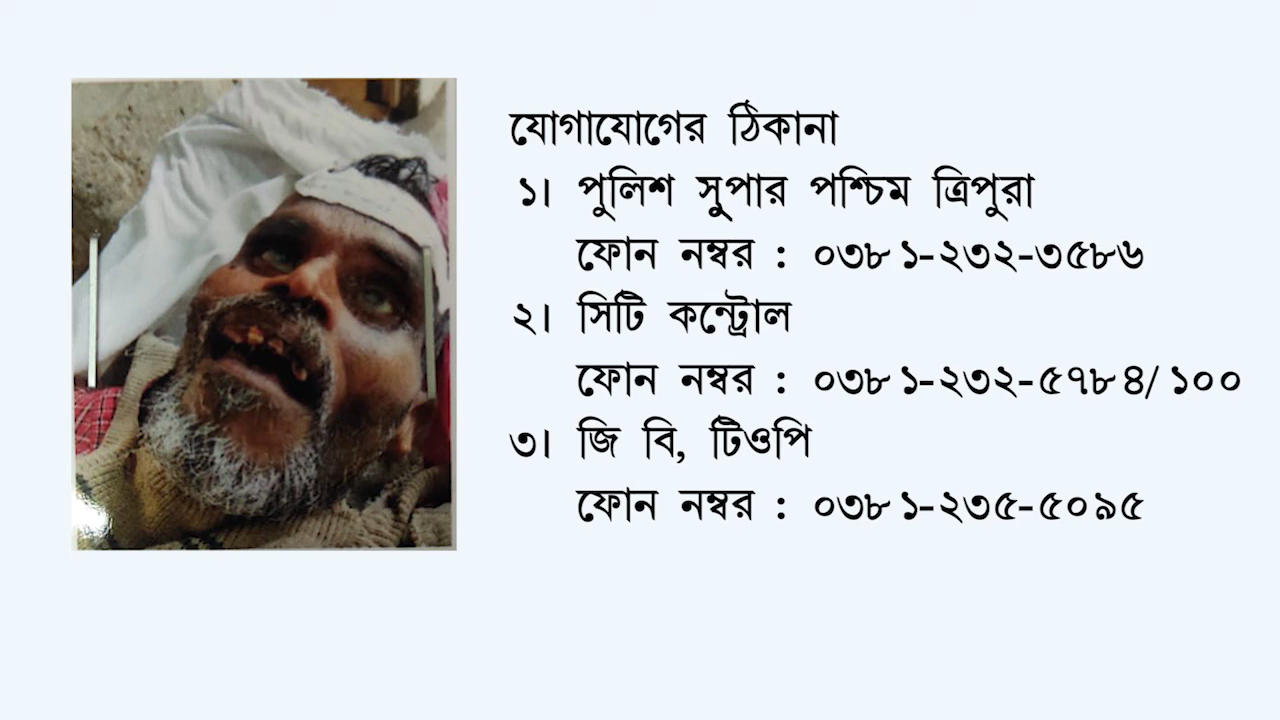 যোগাযোগের ঠিকানা
১। পুলিশ সুপার পশ্চিম ত্রিপুরা
ফোন নম্বর : ০৩৮১-২৩২-৩৫৮৬
২। সিটি কন্ট্রোল
ফোন নম্বর : ০৩৮১-২৩২-৫৭৮৪/১০০
৩। জি বি, টিওপি
ফোন নম্বর : ০৩৮১-২৩৫-৫০৯৫